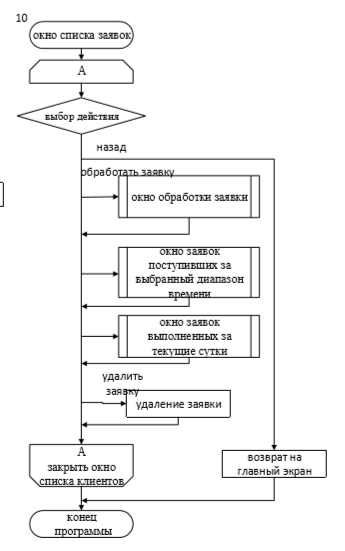 10
окно списка заявок
А
выбор действия
назад
обработать заявку
окно обработки заявки
окно заявок
поступивших за
выбранный диапазон
времени
окно заявок
выполненных за
текущие сутки
удалить
заявку
удаление заявки
А
закрыть окно
списка клиентов
возврат на
главный экран
конец
программы